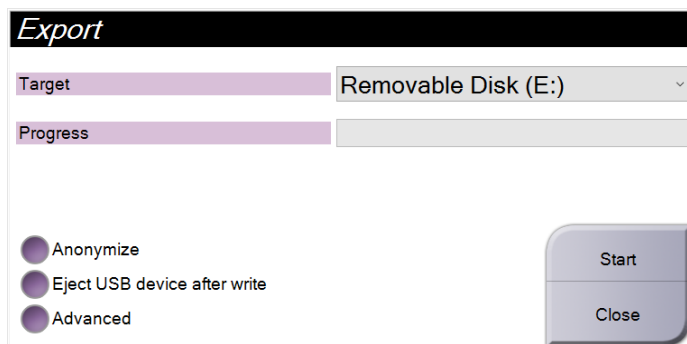 Export
Target
Removable Disk (E:)
Progress
Anonymize
Eject USB device after write
Advanced
Start
Close